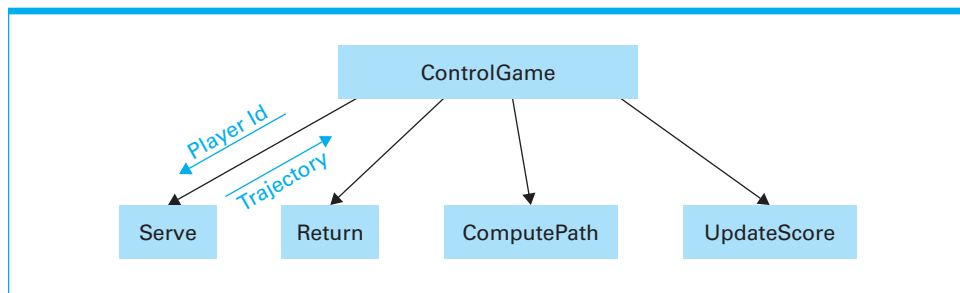 ControlGame
Player Id
Trajectory
Serve
Return
ComputePath
UpdateScore